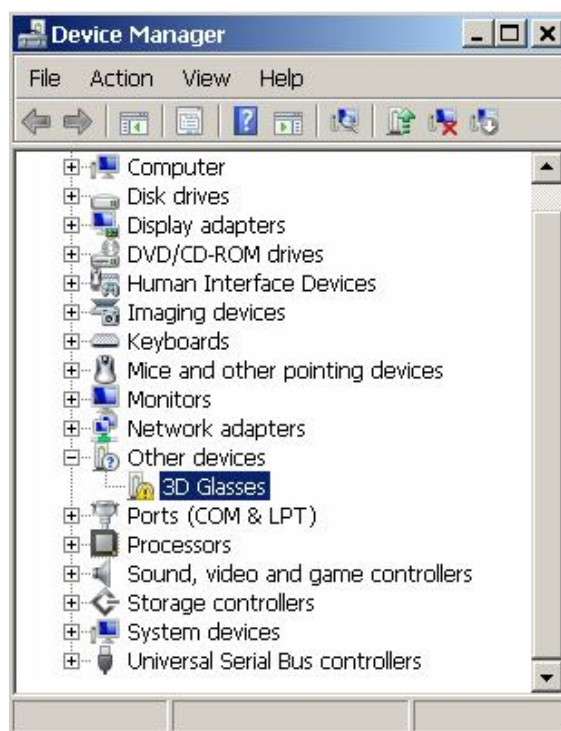 Device Manager
File Action View Help
Computer
Disk drives
Display adapters
DVD/CD-ROM drives
Human Interface Devices
Imaging devices
Keyboards
Mice and other pointing devices
Monitors
Network adapters
Other devices
3D Glasses
Ports (COM & LPT)
Processors
Sound, video and game controllers
Storage controllers
System devices
Universal Serial Bus controllers